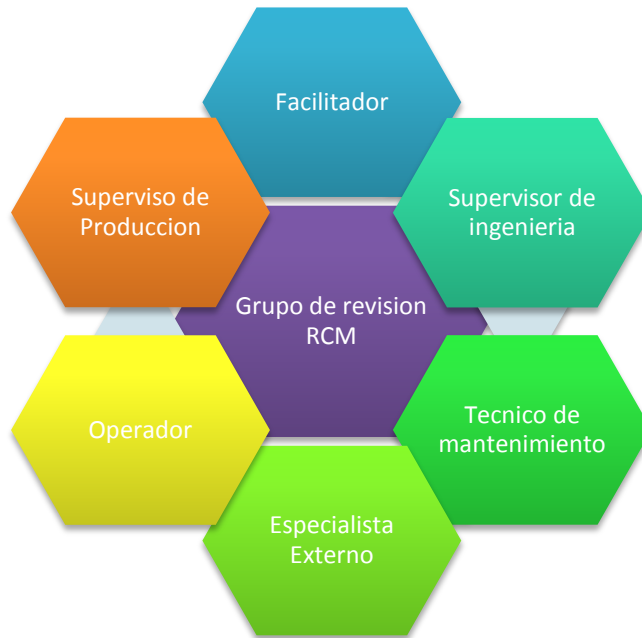 Facilitador
Superviso de
Produccion
Supervisor de
ingenieria
Grupo de revision
RCM
Operador
Tecnico de
mantenimiento
Especialista
Externo